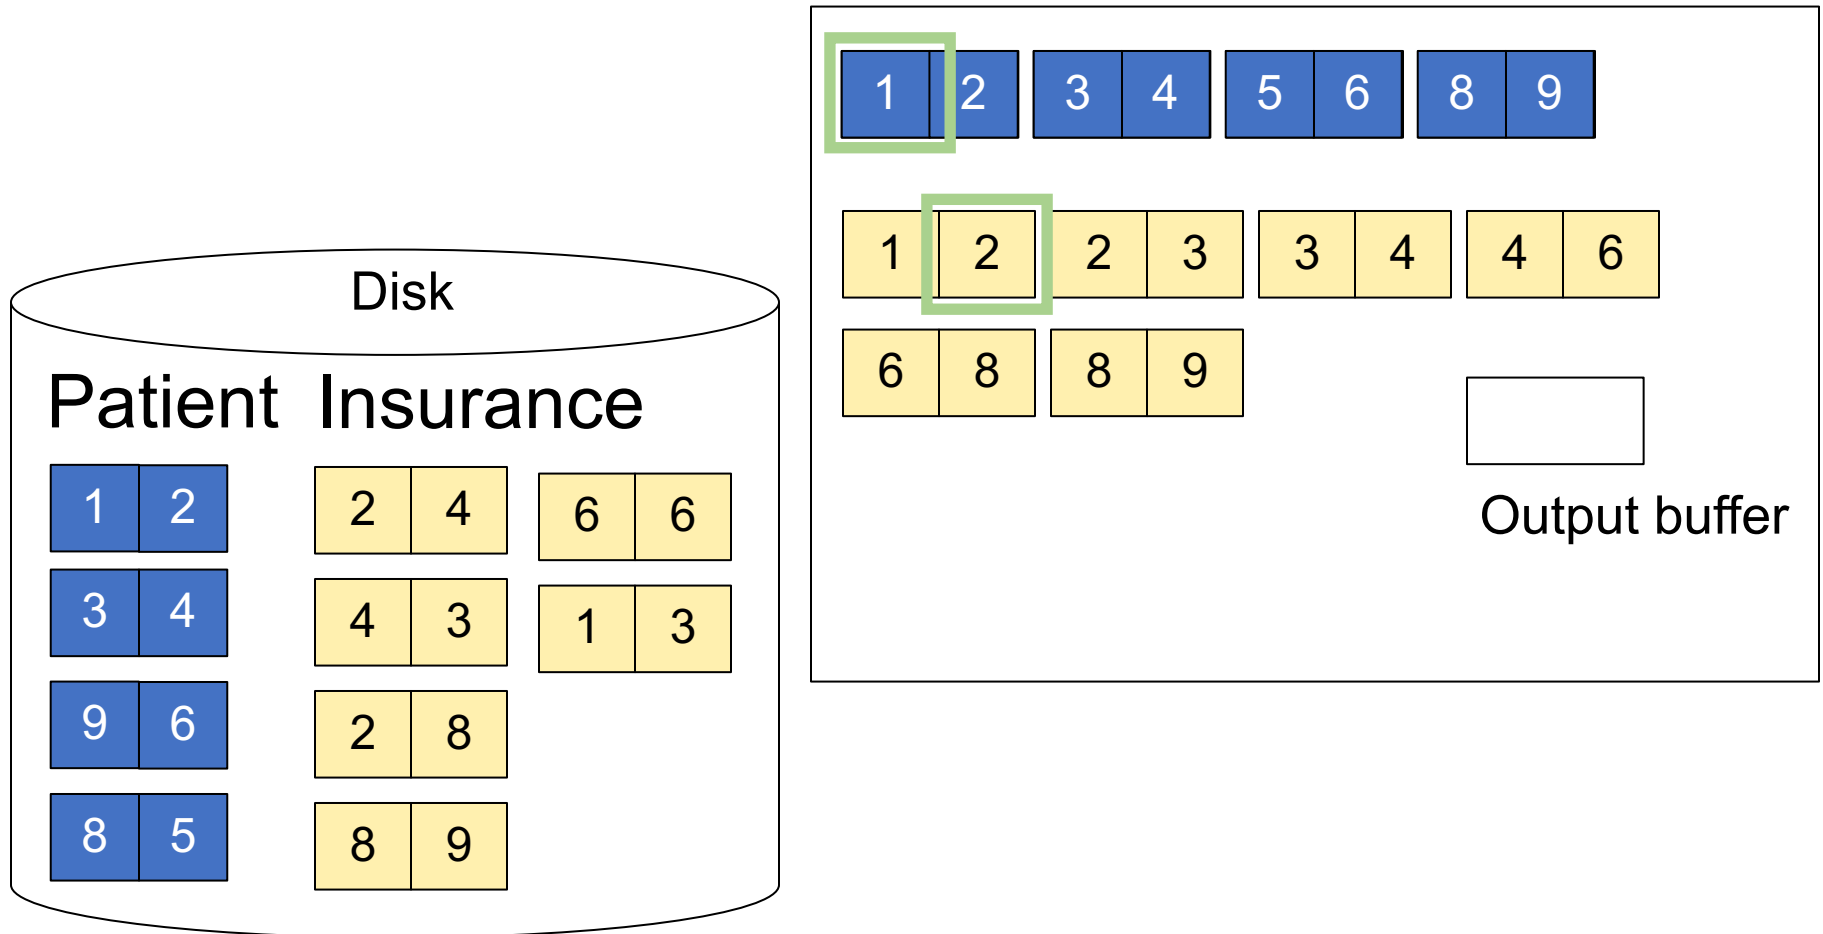 1 2 3 4 5 6 8 9
1 2 2 3 3 4 4 6
6 8 8 9
Output buffer
Disk
Patient Insurance
1 2 2 4 6 6
3 4 4 3 1 3
9 6 2 8
8 5 8 9